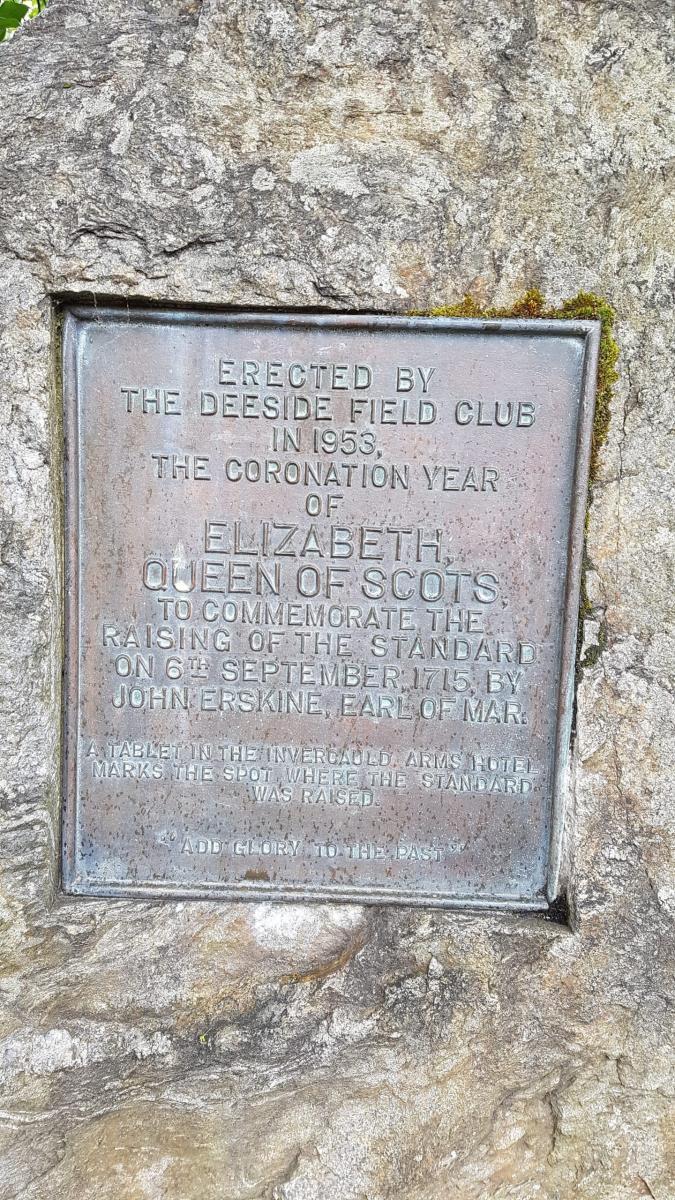 ERECTED BY
THE DEESIDE FIELD CLUB
IN 1953,
THE CORONATION YEAR
OF
ELIZABETH,
QUEEN OF SCOTS,
TO COMMEMORATE THE
RAISING OF THE STANDARD
ON 6TH SEPTEMBER, 1715, BY
JOHN ERSKINE, EARL OF MAR.
A TABLET IN THE INVERCAULD ARMS HOTEL
MARKS THE SPOT WHERE THE STANDARD
WAS RAISED.
"ADD GLORY TO THE PAST"